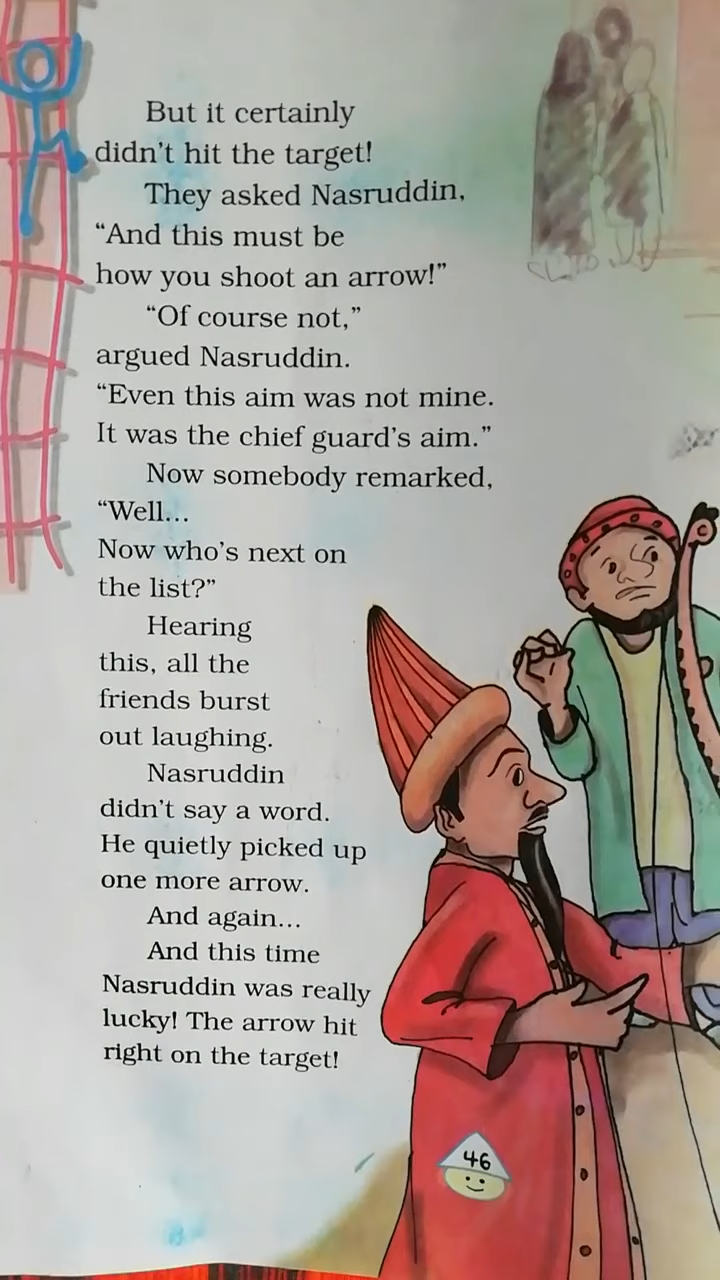 But it certainly
didn't hit the target!
They asked Nasruddin,
“And this must be
how you shoot an arrow!”
“Of course not,”
argued Nasruddin.
“Even this aim was not mine.
It was the chief guard's aim.”
Now somebody remarked,
“Well...
Now who's next on
the list?”
Hearing
this, all the
friends burst
out laughing.
Nasruddin
didn't say a word.
He quietly picked up
one more arrow.
And again...
And this time
Nasruddin was really
lucky! The arrow hit
right on the target!
46